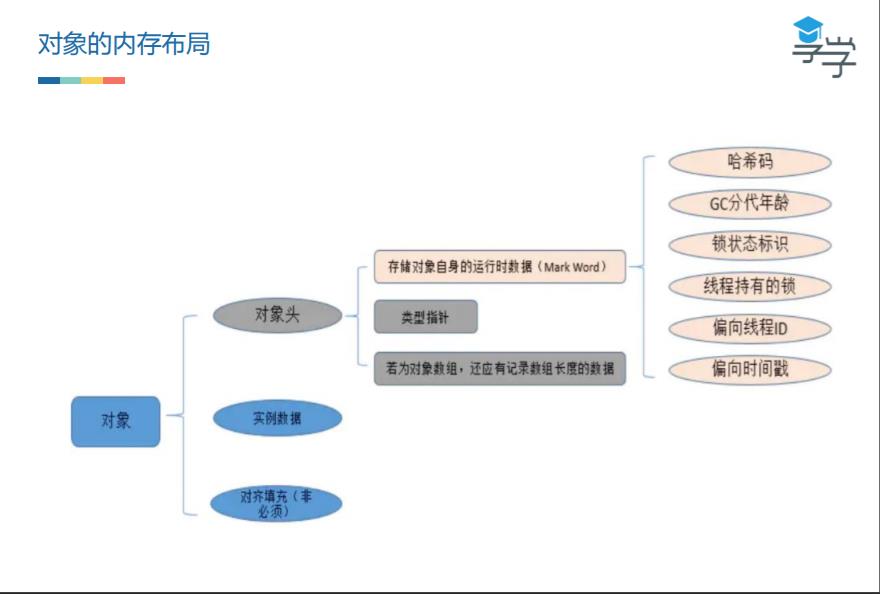 对象的内存布局
享学
哈希码
GC分代年龄
锁状态标识
存储对象自身的运行时数据（Mark Word）
线程持有的锁
对象头
类型指针
偏向线程ID
若为对象数组，还应有记录数组长度的数据
偏向时间戳
对象
实例数据
对齐填充（非
必须）